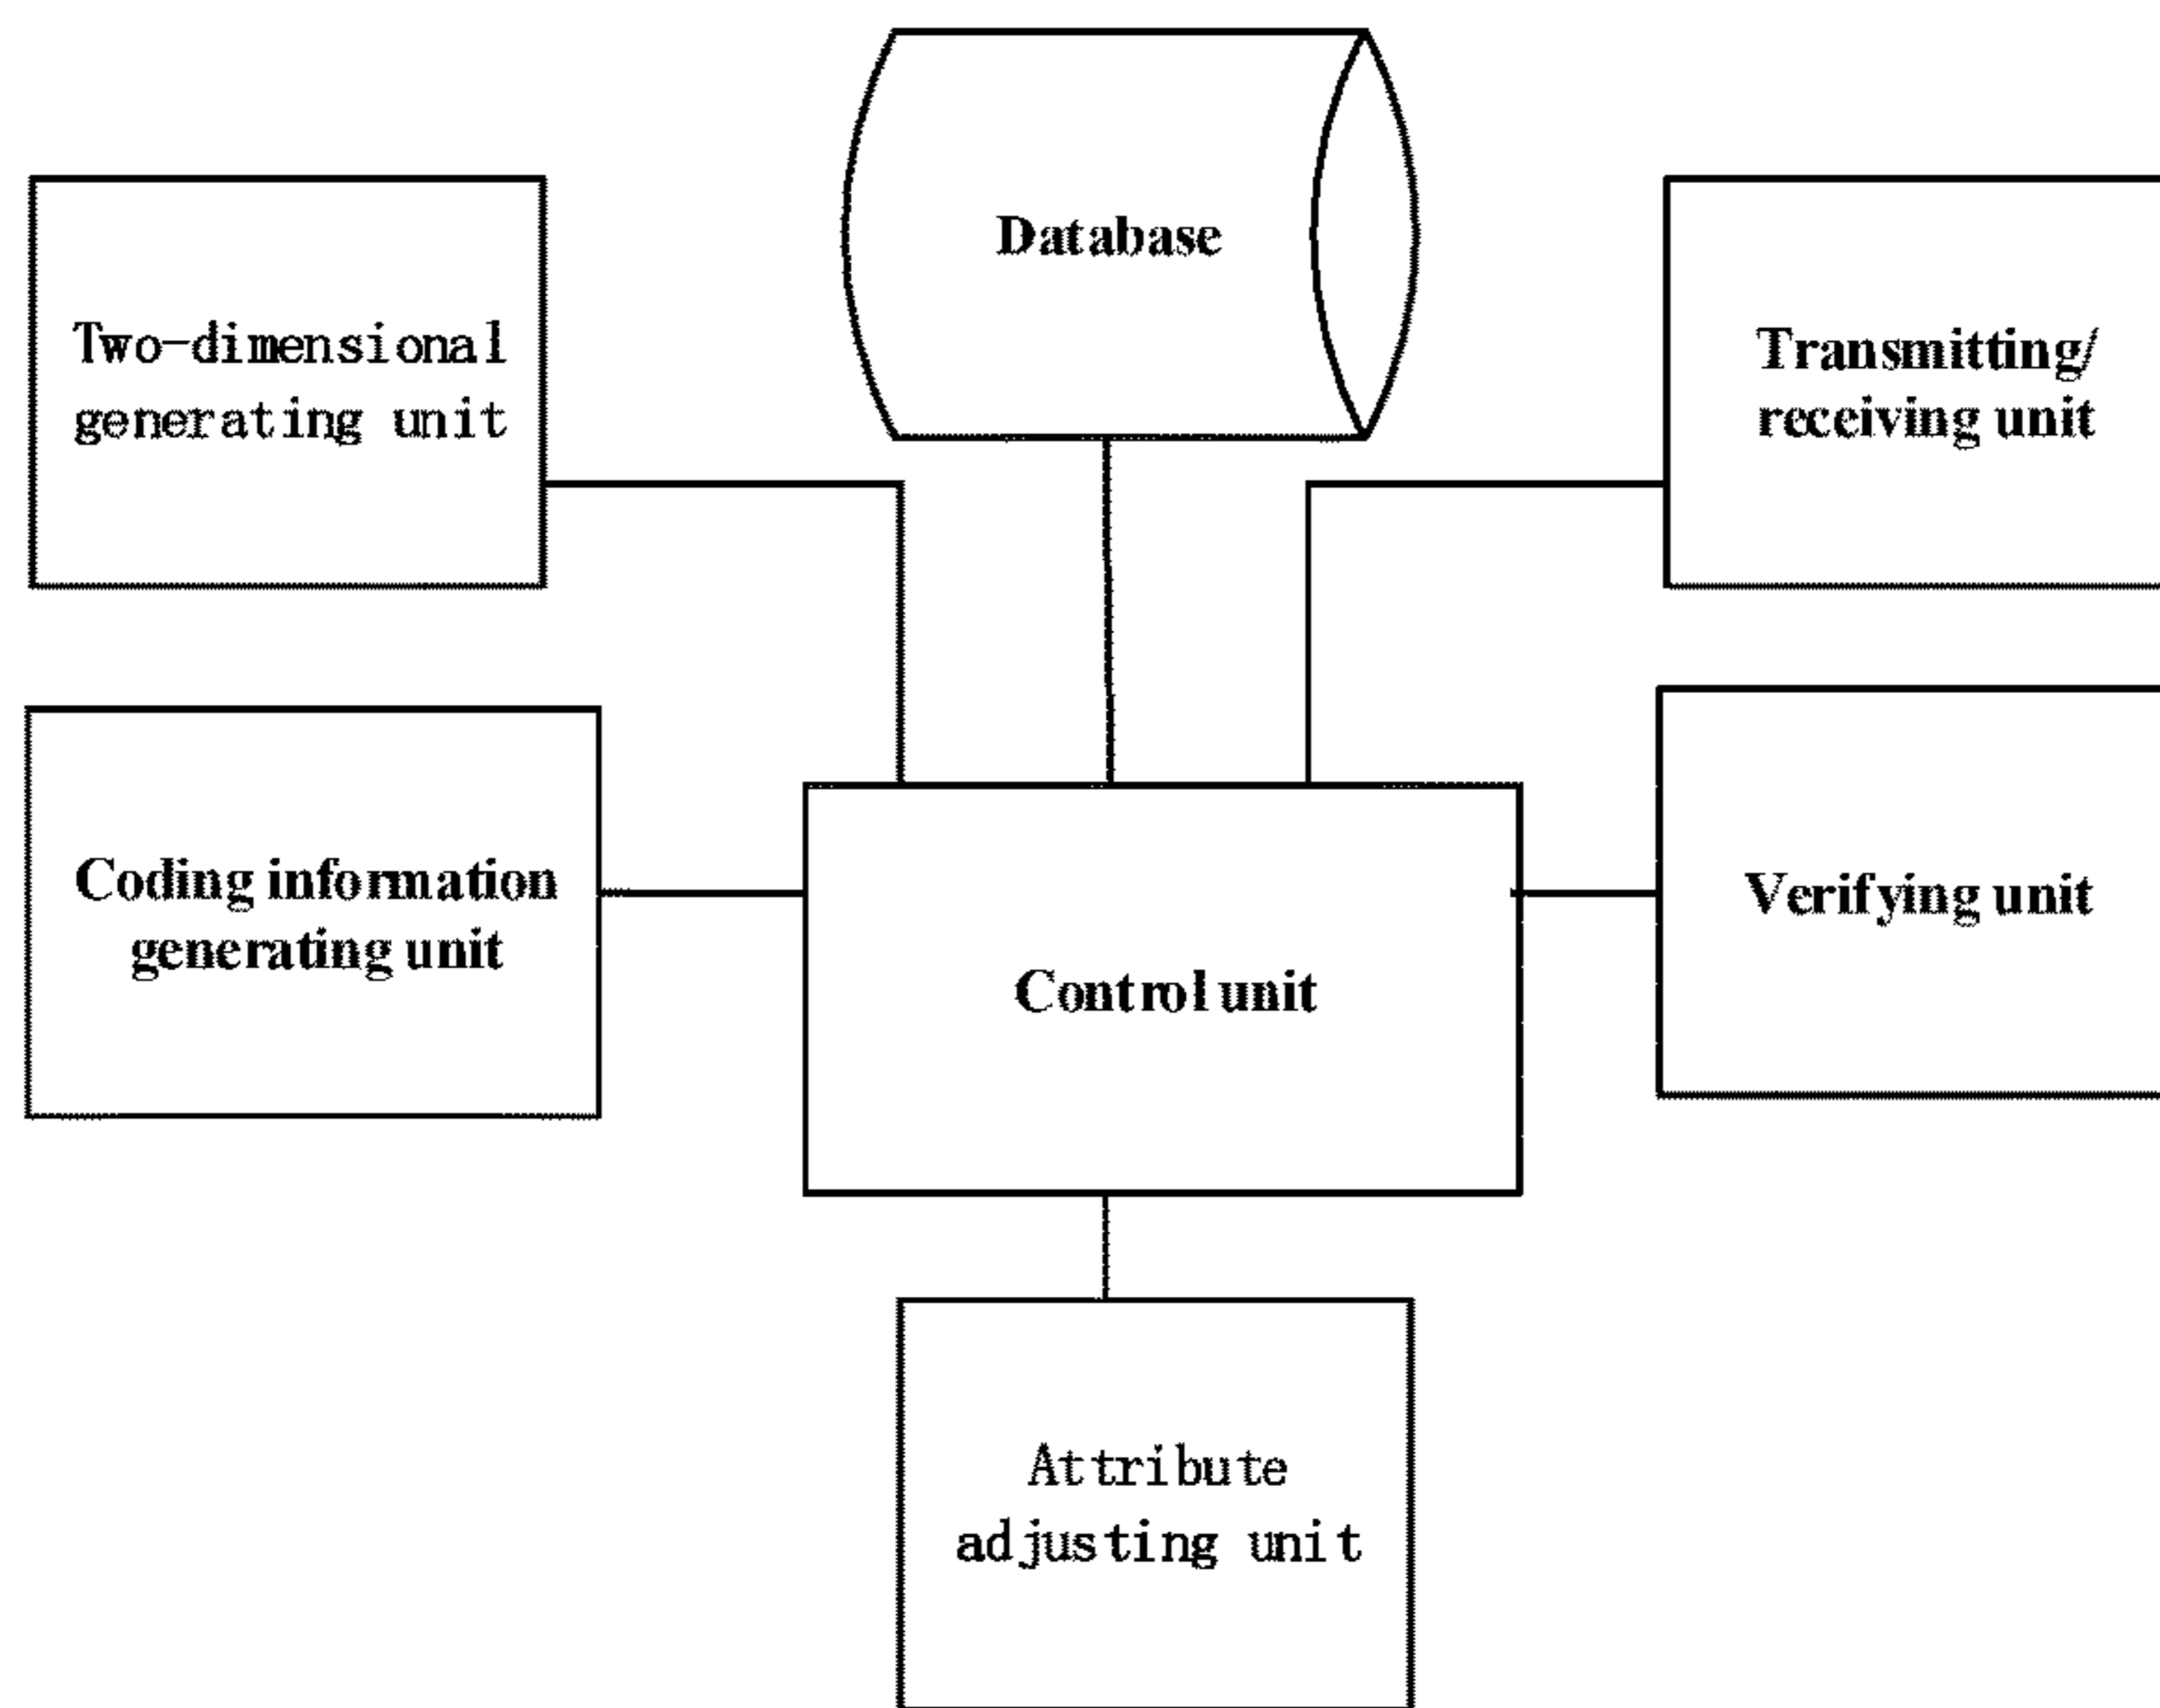 Database
Two-dimensional
generating unit
Transmitting/
receiving unit
Coding information
generating unit
Control unit
Verifying unit
Attribute
adjusting unit